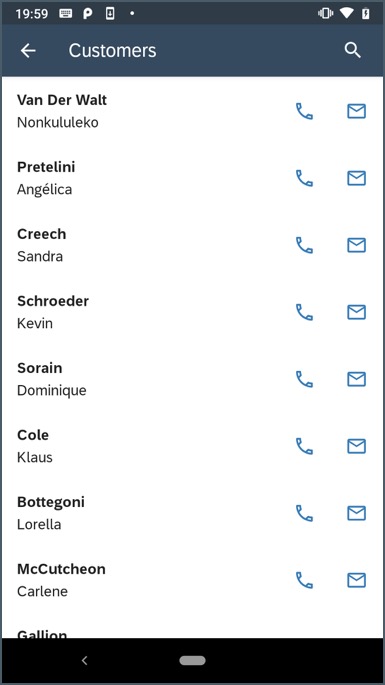 19:59
Customers
Van Der Walt
Nonkululeko
Pretelini
Angélica
Creech
Sandra
Schroeder
Kevin
Sorain
Dominique
Cole
Klaus
Bottegoni
Lorella
McCutcheon
Carlene
Gallion